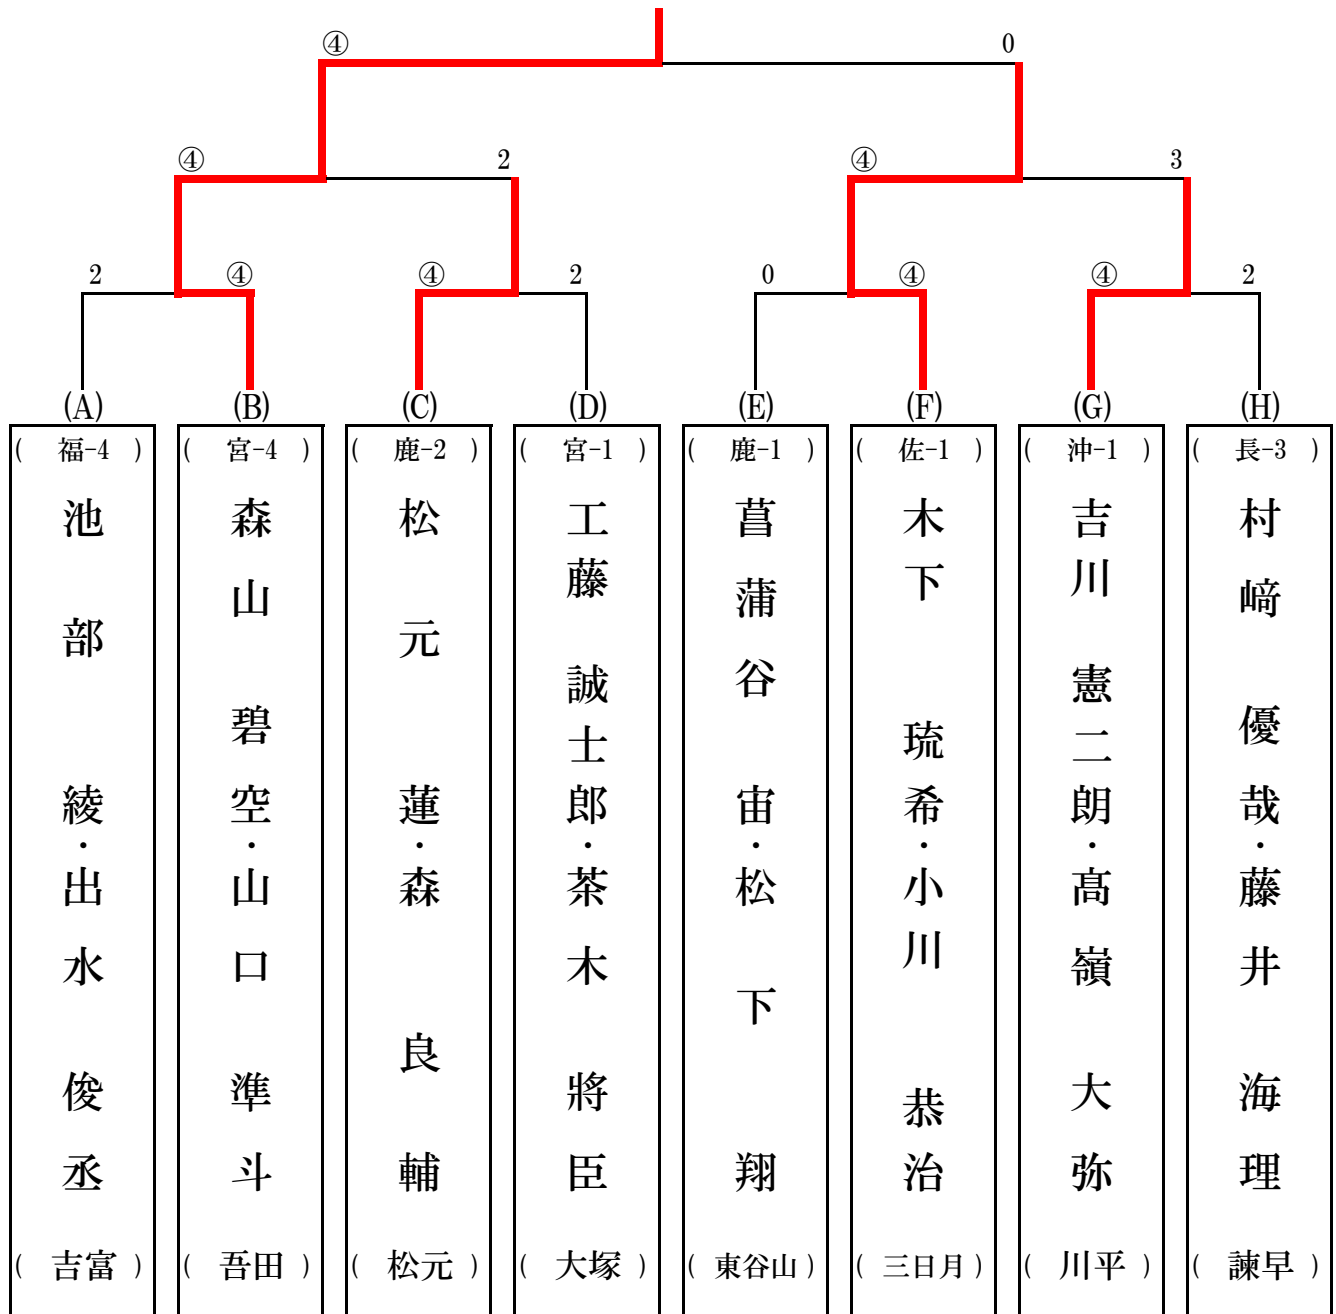 ④ 0
④ 2 ④ 3
2 ④ ④ 2 0 ④ ④ 2
(A) (B) (C) (D) (E) (F) (G) (H)
( 福-4 ) ( 宮-4 ) ( 鹿-2 ) ( 宮-1 ) ( 鹿-1 ) ( 佐-1 ) ( 沖-1 ) ( 長-3 )
池部 綾・出水 俊丞
森山 碧空・山口 準斗
松元 蓮・森 良輔
工藤 誠士郎・茶木 將臣
菖蒲谷 宙・松下 翔
木下 琉希・小川 恭治
吉川 憲二朗・髙嶺 大弥
村﨑 優哉・藤井 海理
( 吉富 ) ( 吾田 ) ( 松元 ) ( 大塚 ) ( 東谷山 ) ( 三日月 ) ( 川平 ) ( 諫早 )